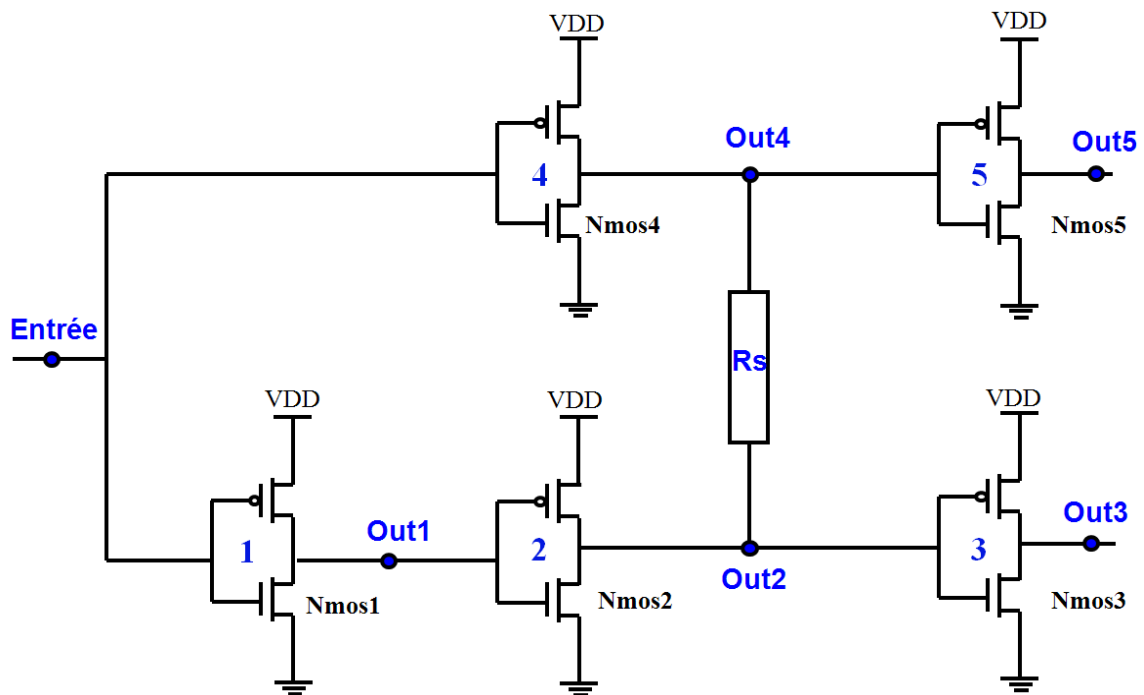 VDD
VDD
4
Out4
5
Out5
Nmos4
Nmos5
Entrée
Rs
VDD
VDD
VDD
1
Out1
2
Out2
3
Out3
Nmos1
Nmos2
Nmos3